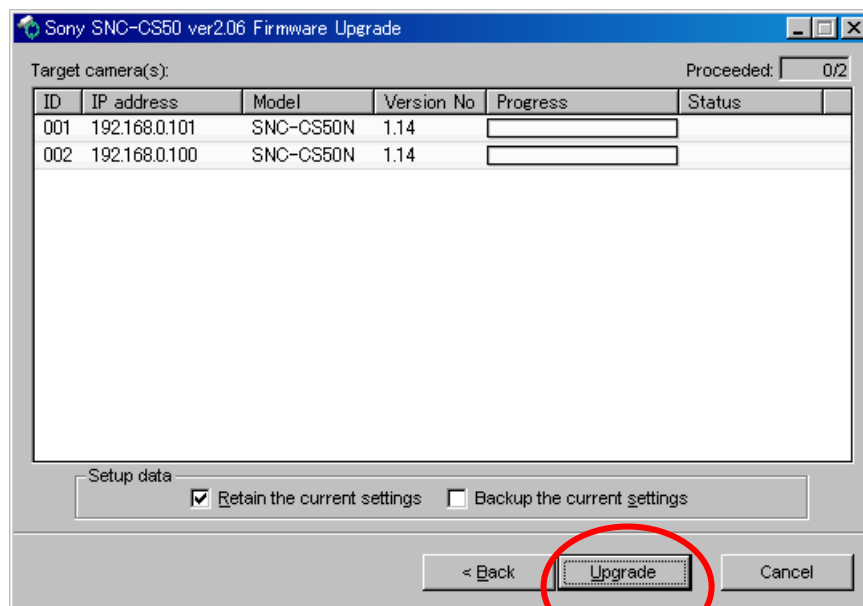 Sony SNC-CS50 ver2.06 Firmware Upgrade
Target camera(s): Proceeded: 0/2
ID IP address Model Version No Progress Status
001 192.168.0.101 SNC-CS50N 1.14
002 192.168.0.100 SNC-CS50N 1.14
Setup data
Retain the current settings Backup the current settings
< Back Upgrade Cancel